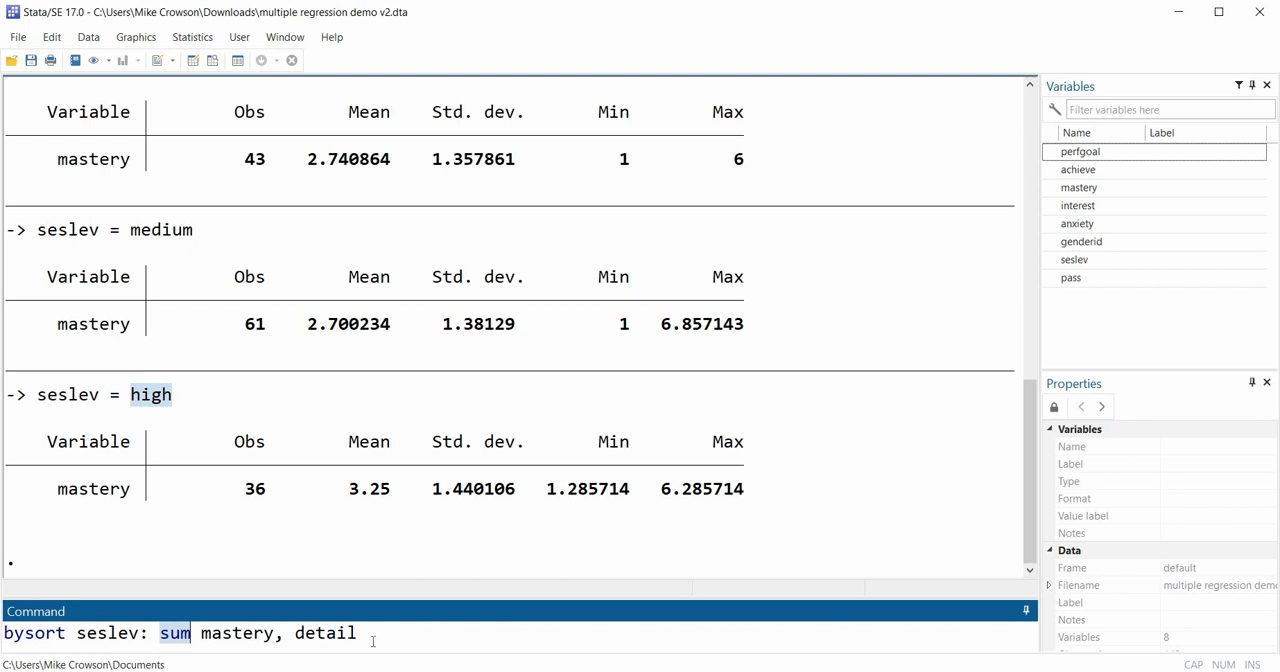 Stata/SE 17.0 - C:\Users\Mike Crowson\Downloads\multiple regression demo v2.dta
File Edit Data Graphics Statistics User Window Help
Variable Obs Mean Std. dev. Min Max
mastery 43 2.740864 1.357861 1 6
-> seslev = medium
Variable Obs Mean Std. dev. Min Max
mastery 61 2.700234 1.38129 1 6.857143
-> seslev = high
Variable Obs Mean Std. dev. Min Max
mastery 36 3.25 1.440106 1.285714 6.285714
.
Command
bysort seslev: sum mastery, detail
C:\Users\Mike Crowson\Documents
Variables
Filter variables here
Name Label
perfgoal
achieve
mastery
interest
anxiety
genderid
seslev
pass
Properties
Variables
Name
Label
Type
Format
Value label
Notes
Data
Frame default
Filename multiple regression demo
Label
Notes
Variables 8
CAP NUM INS